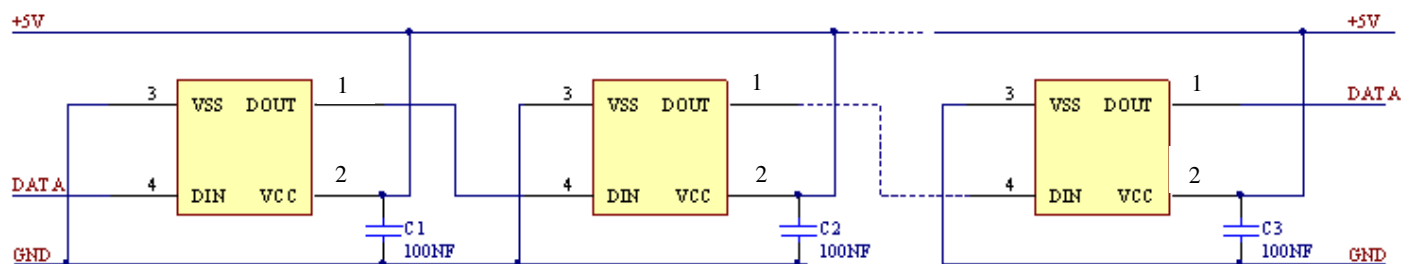 +5V +5V
3 VSS DOUT 1 3 VSS DOUT 1 3 VSS DOUT 1 DATA
DATA 4 DIN VCC 2 4 DIN VCC 2 4 DIN VCC 2
C1 C2 C3
GND 100NF 100NF 100NF GND